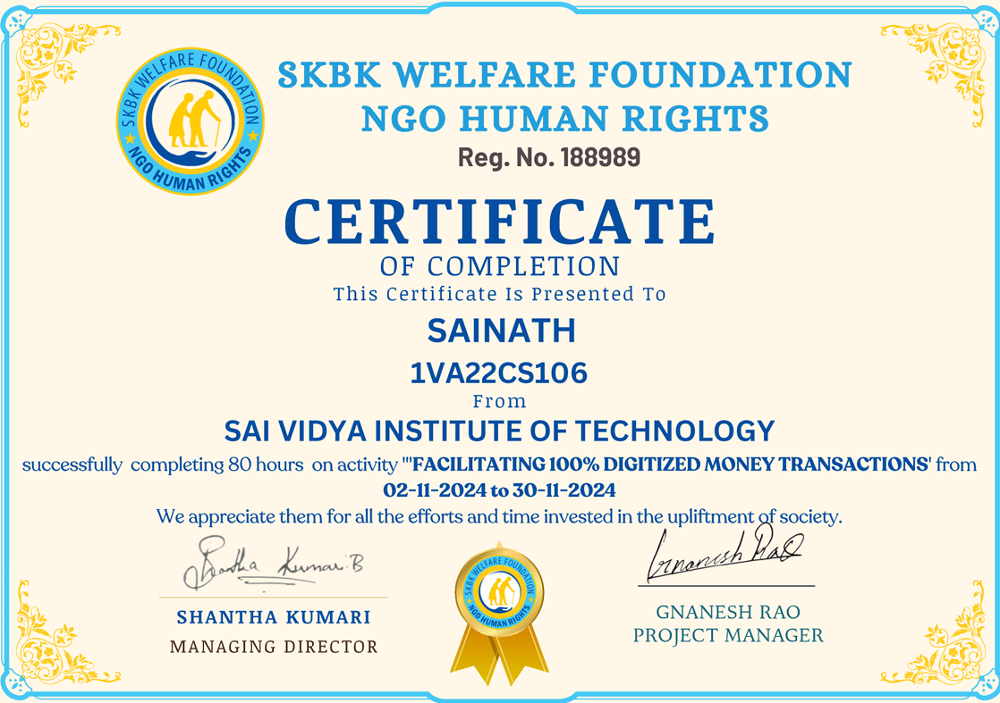 SKBK WELFARE FOUNDATION
NGO HUMAN RIGHTS
SKBK WELFARE FOUNDATION
NGO HUMAN RIGHTS
Reg. No. 188989
CERTIFICATE
OF COMPLETION
This Certificate Is Presented To
SAINATH
1VA22CS106
From
SAI VIDYA INSTITUTE OF TECHNOLOGY
successfully completing 80 hours on activity "'FACILITATING 100% DIGITIZED MONEY TRANSACTIONS' from
02-11-2024 to 30-11-2024
We appreciate them for all the efforts and time invested in the upliftment of society.
Shantha Kumari B
SHANTHA KUMARI
MANAGING DIRECTOR
SKBK WELFARE FOUNDATION
NGO HUMAN RIGHTS
Gnanesh Rao
GNANESH RAO
PROJECT MANAGER